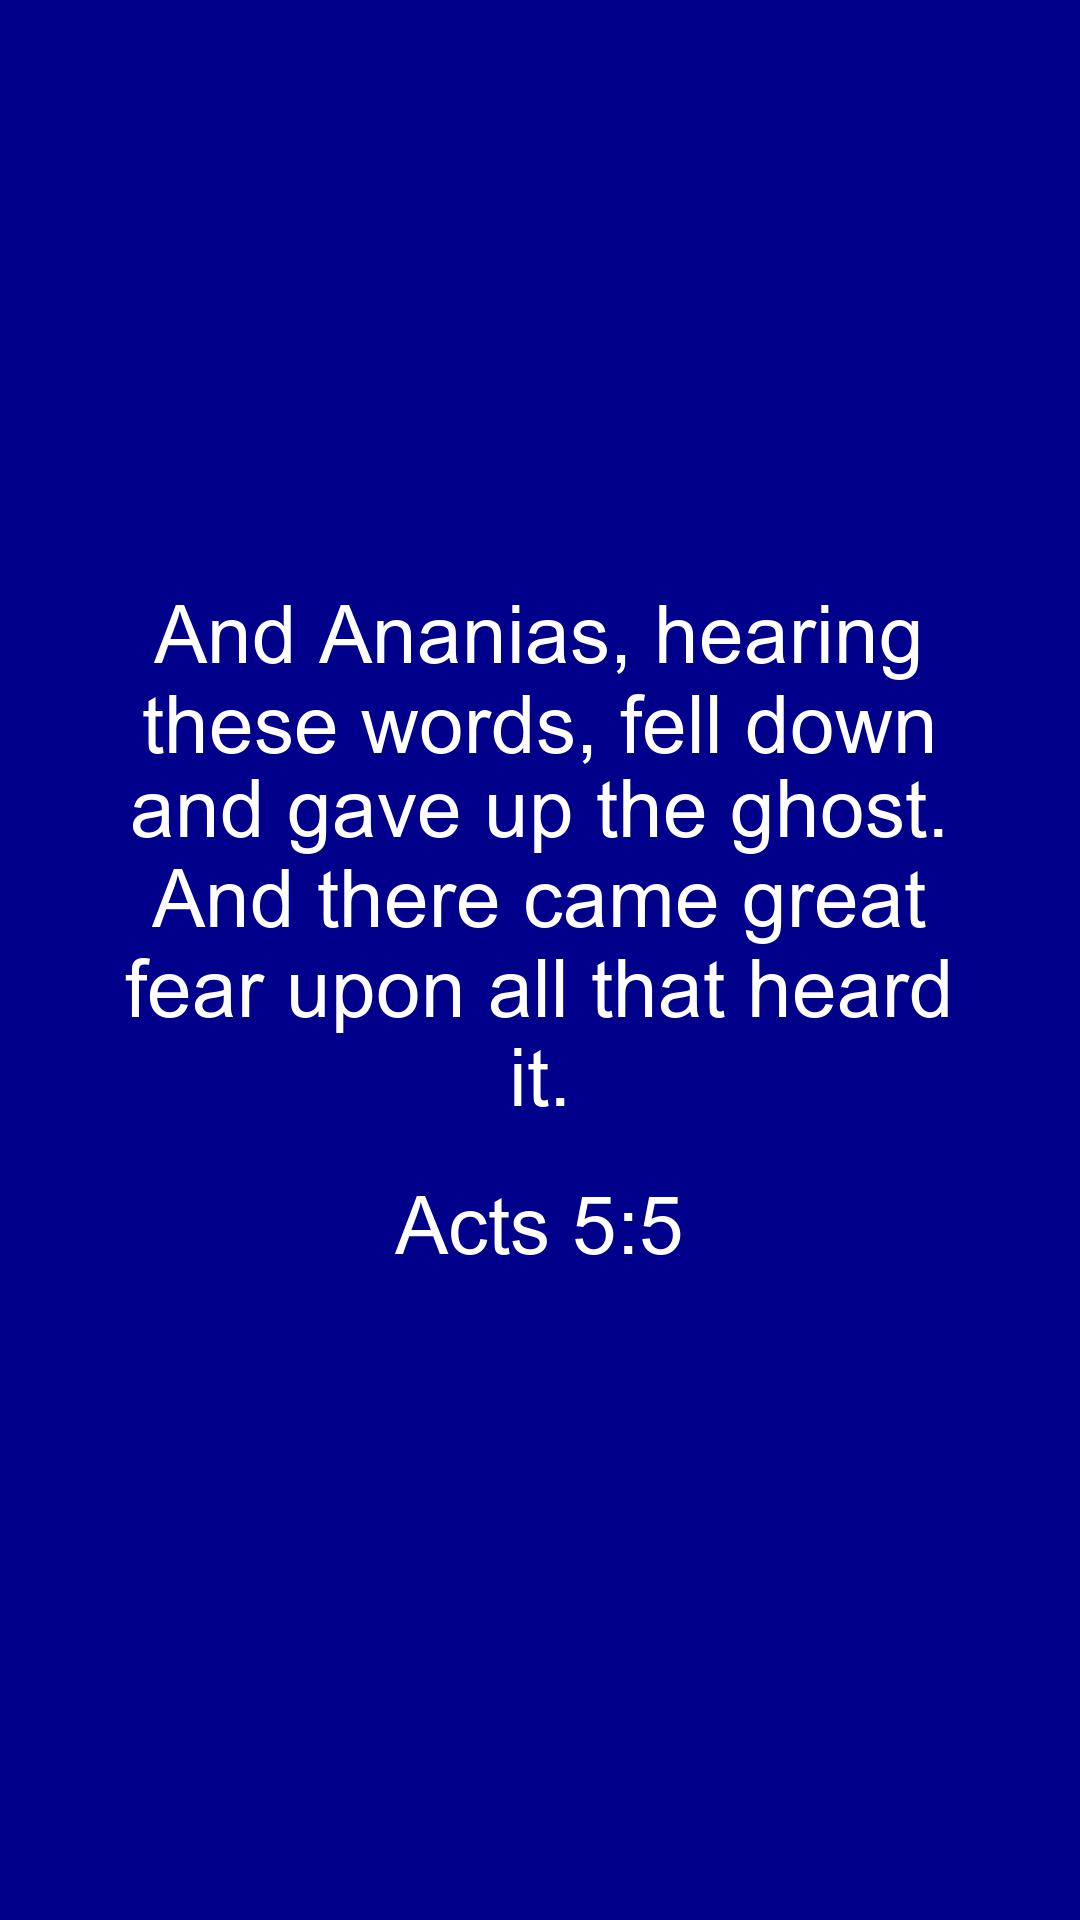 And Ananias, hearing
these words, fell down
and gave up the ghost.
And there came great
fear upon all that heard
it.
Acts 5:5